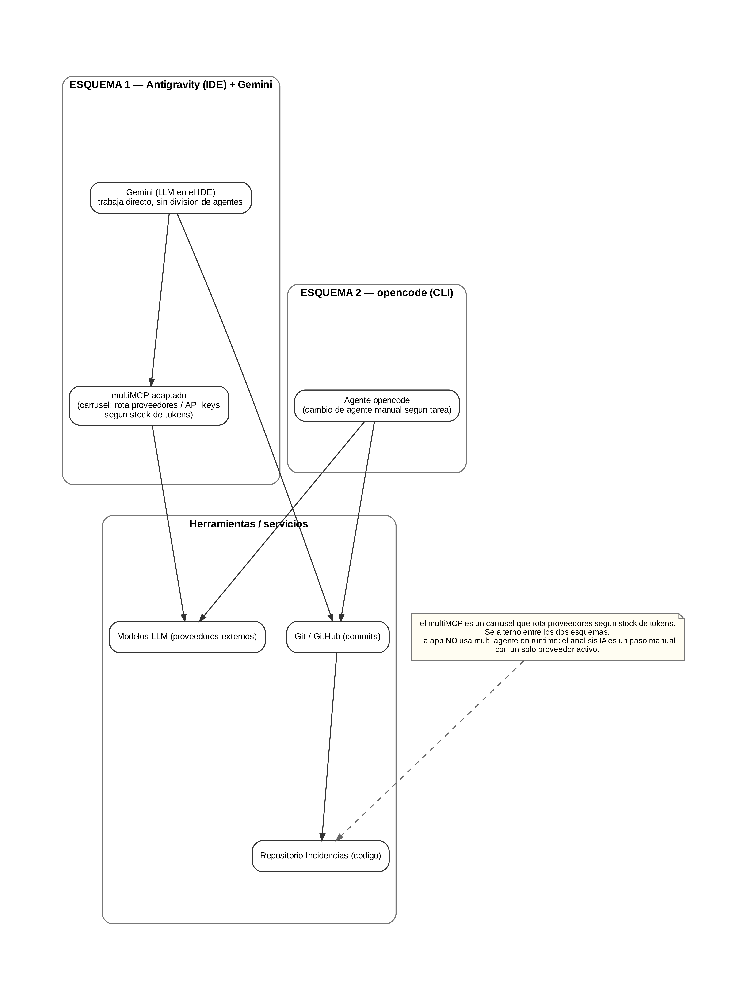 ESQUEMA 1 — Antigravity (IDE) + Gemini
Gemini (LLM en el IDE)
trabaja directo, sin division de agentes
ESQUEMA 2 — opencode (CLI)
multiMCP adaptado
(carrusel: rota proveedores / API keys
segun stock de tokens)
Agente opencode
(cambio de agente manual segun tarea)
Herramientas / servicios
Modelos LLM (proveedores externos)
Git / GitHub (commits)
el multiMCP es un carrusel que rota proveedores segun stock de tokens.
Se alterno entre los dos esquemas.
La app NO usa multi-agente en runtime: el analisis IA es un paso manual
con un solo proveedor activo.
Repositorio Incidencias (codigo)